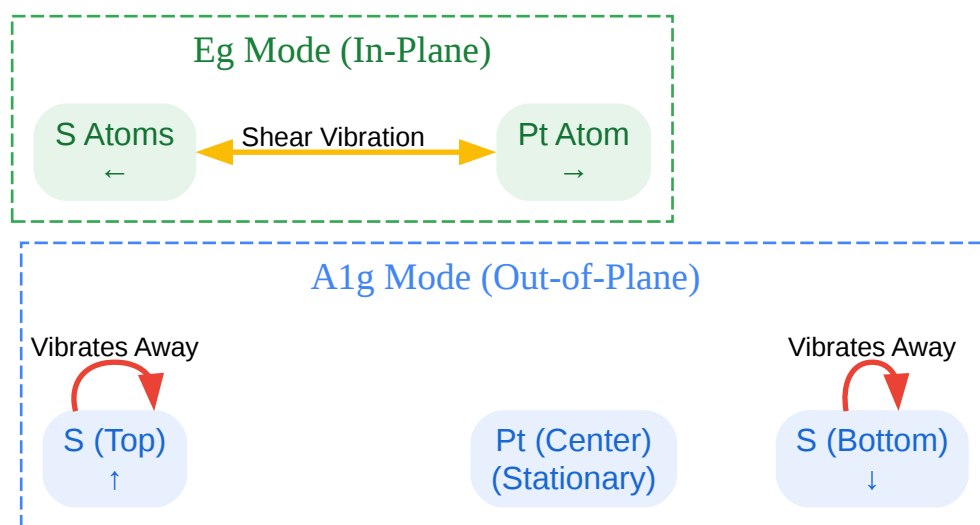 Eg Mode (In-Plane)
S Atoms
←
Shear Vibration
Pt Atom
→
A1g Mode (Out-of-Plane)
Vibrates Away
Vibrates Away
S (Top)
↑
Pt (Center)
(Stationary)
S (Bottom)
↓